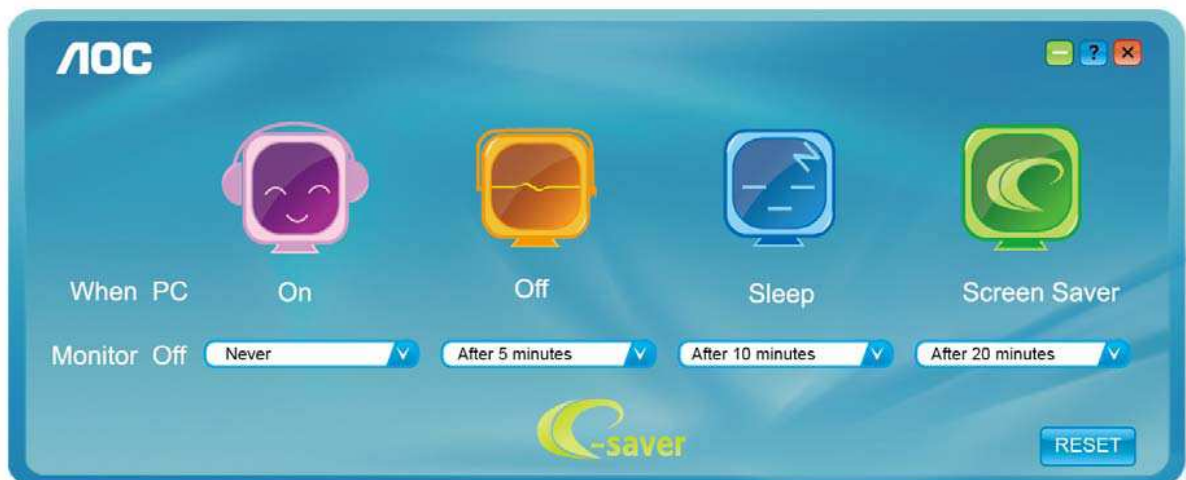 AOC
?
When PC On Off Sleep Screen Saver
Monitor Off Never After 5 minutes After 10 minutes After 20 minutes
e-saver
RESET